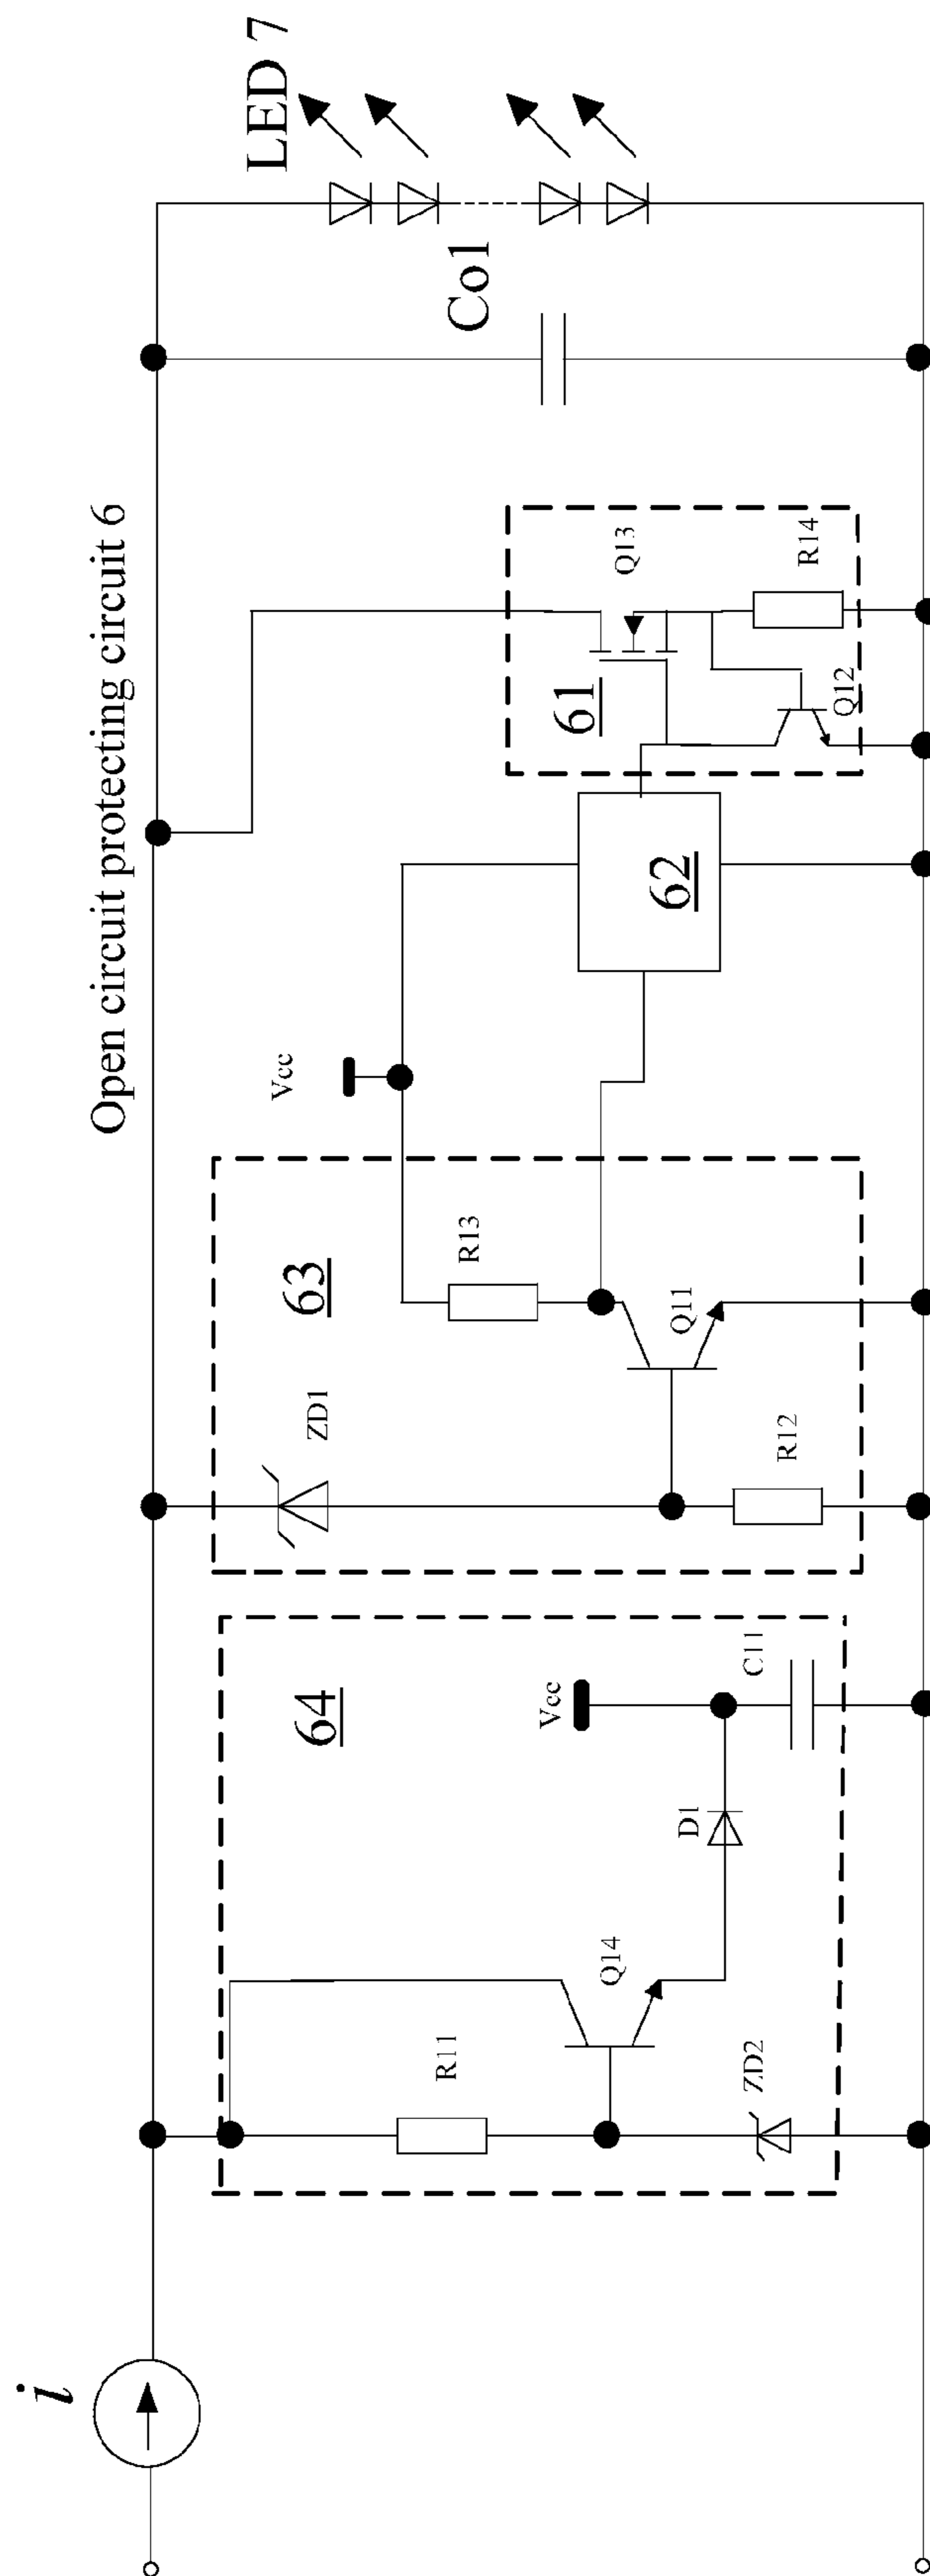 Open circuit protecting circuit 6
i
64
R11
Q14
ZD2
D1
Vcc
C11
63
ZD1
R12
R13
Q11
Vcc
62
61
Q13
Q12
R14
Co1
LED 7